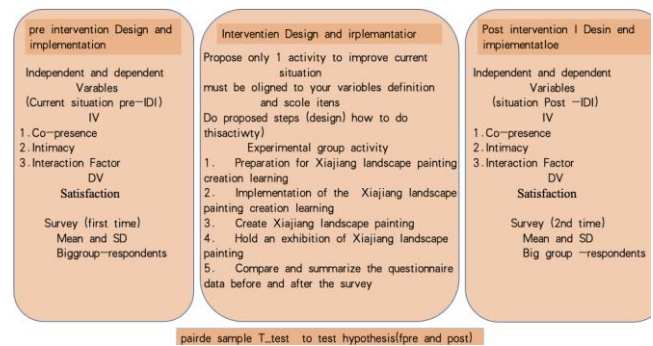 pre intervention Design and
implementation
Independent and dependent
Variables
(Current situation pre-IDI)
IV
1.Co-presence
2.Intimacy
3.Interaction Factor
DV
Satisfaction
Survey (first time)
Mean and SD
Biggroup-respondents
Interventien Design and irplemantatior
Propose only 1 activity to improve current
situation
must be oligned to your variobles definition
and scole itens
Do proposed steps (design) how to do
thisactiwty)
Experimental group activity
1. Preparation for Xiajiang landscape painting
creation learning
2. Implementation of the Xiajiang landscape
painting creation learning
3. Create Xiajiang landscape painting
4. Hold an exhibition of Xiajiang landscape
painting
5. Compare and summarize the questionnaire
data before and after the survey
Post intervention I Desin end
impiementatloe
Independent and dependent
Variables
(situation Post -IDI)
IV
1.Co-presence
2.Intimacy
3.Interaction Factor
DV
Satisfaction
Survey (2nd time)
Mean and SD
Big group-respondents
pairde sample T_test to test hypothesis(fpre and post)